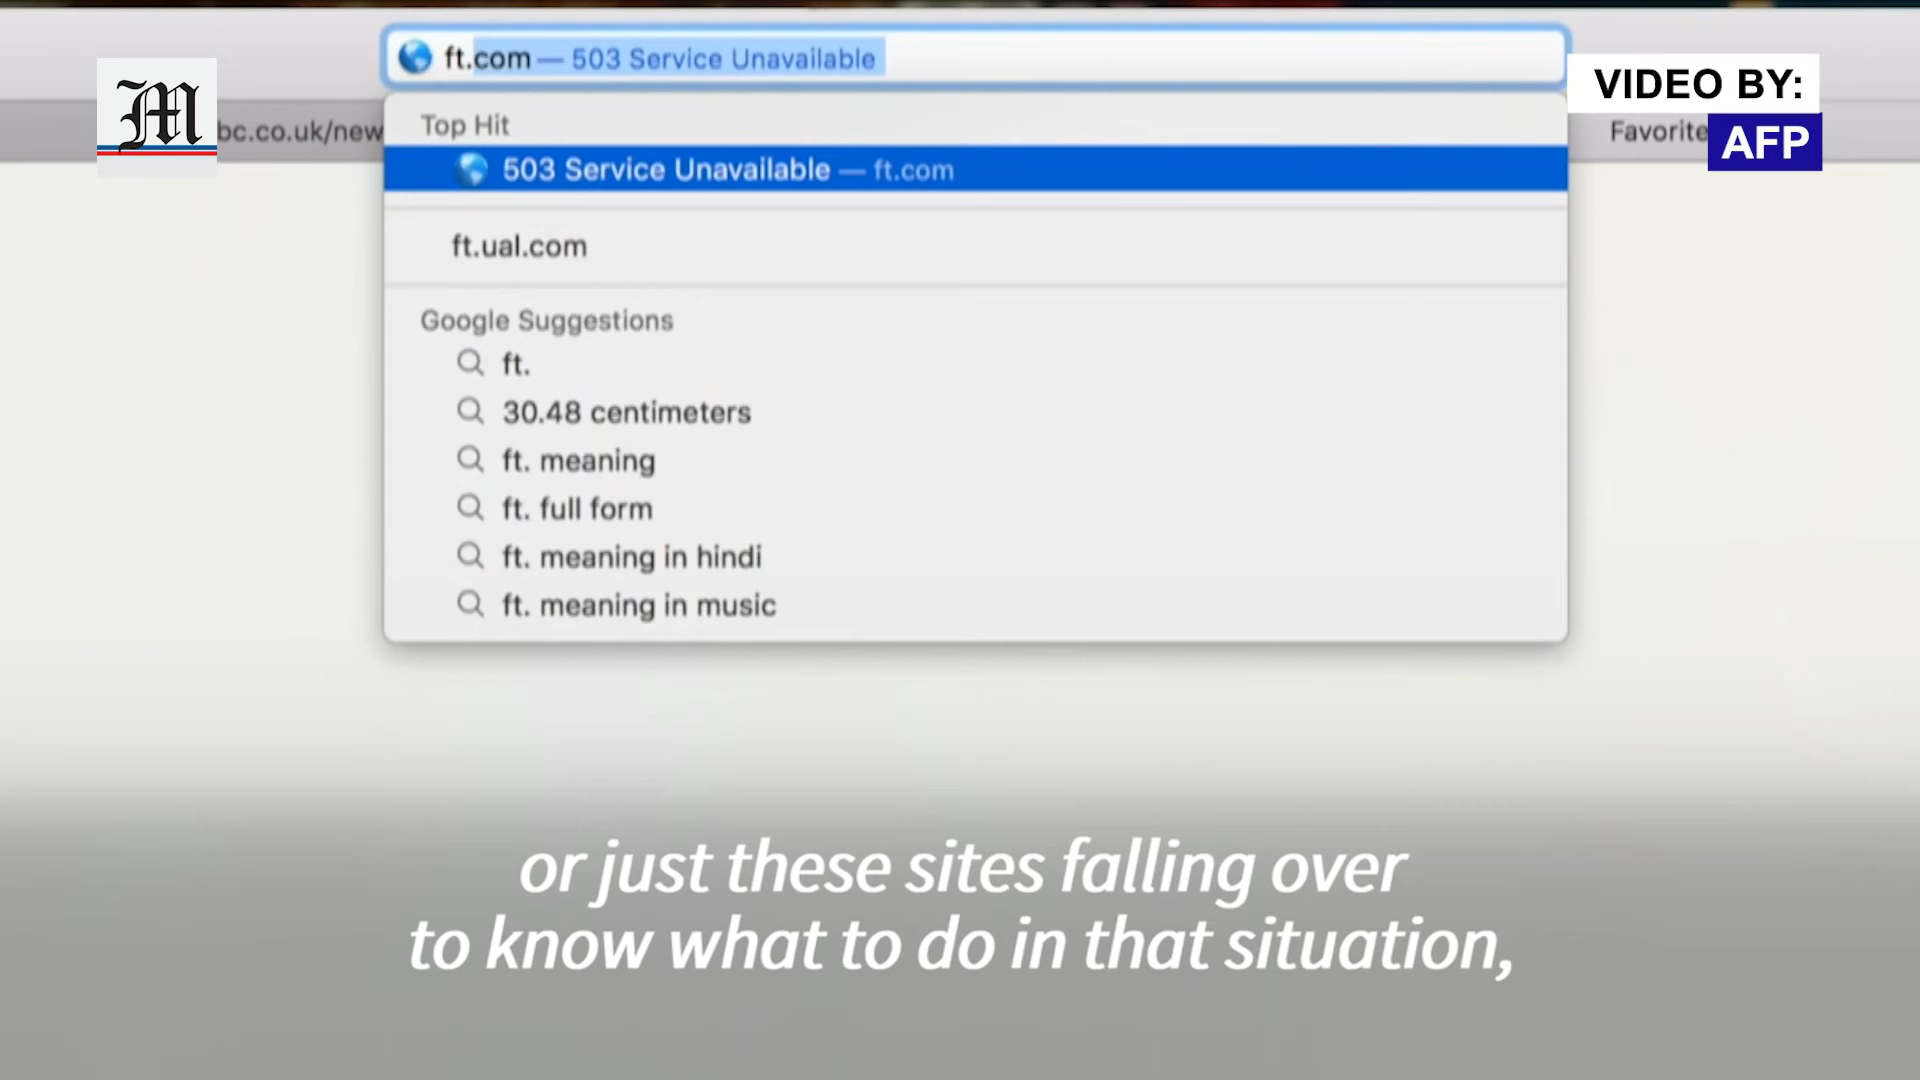 ft.com — 503 Service Unavailable
VIDEO BY:
AFP
M
bc.co.uk/new
Favorite
Top Hit
503 Service Unavailable — ft.com
ft.ual.com
Google Suggestions
ft.
30.48 centimeters
ft. meaning
ft. full form
ft. meaning in hindi
ft. meaning in music
or just these sites falling over
to know what to do in that situation,